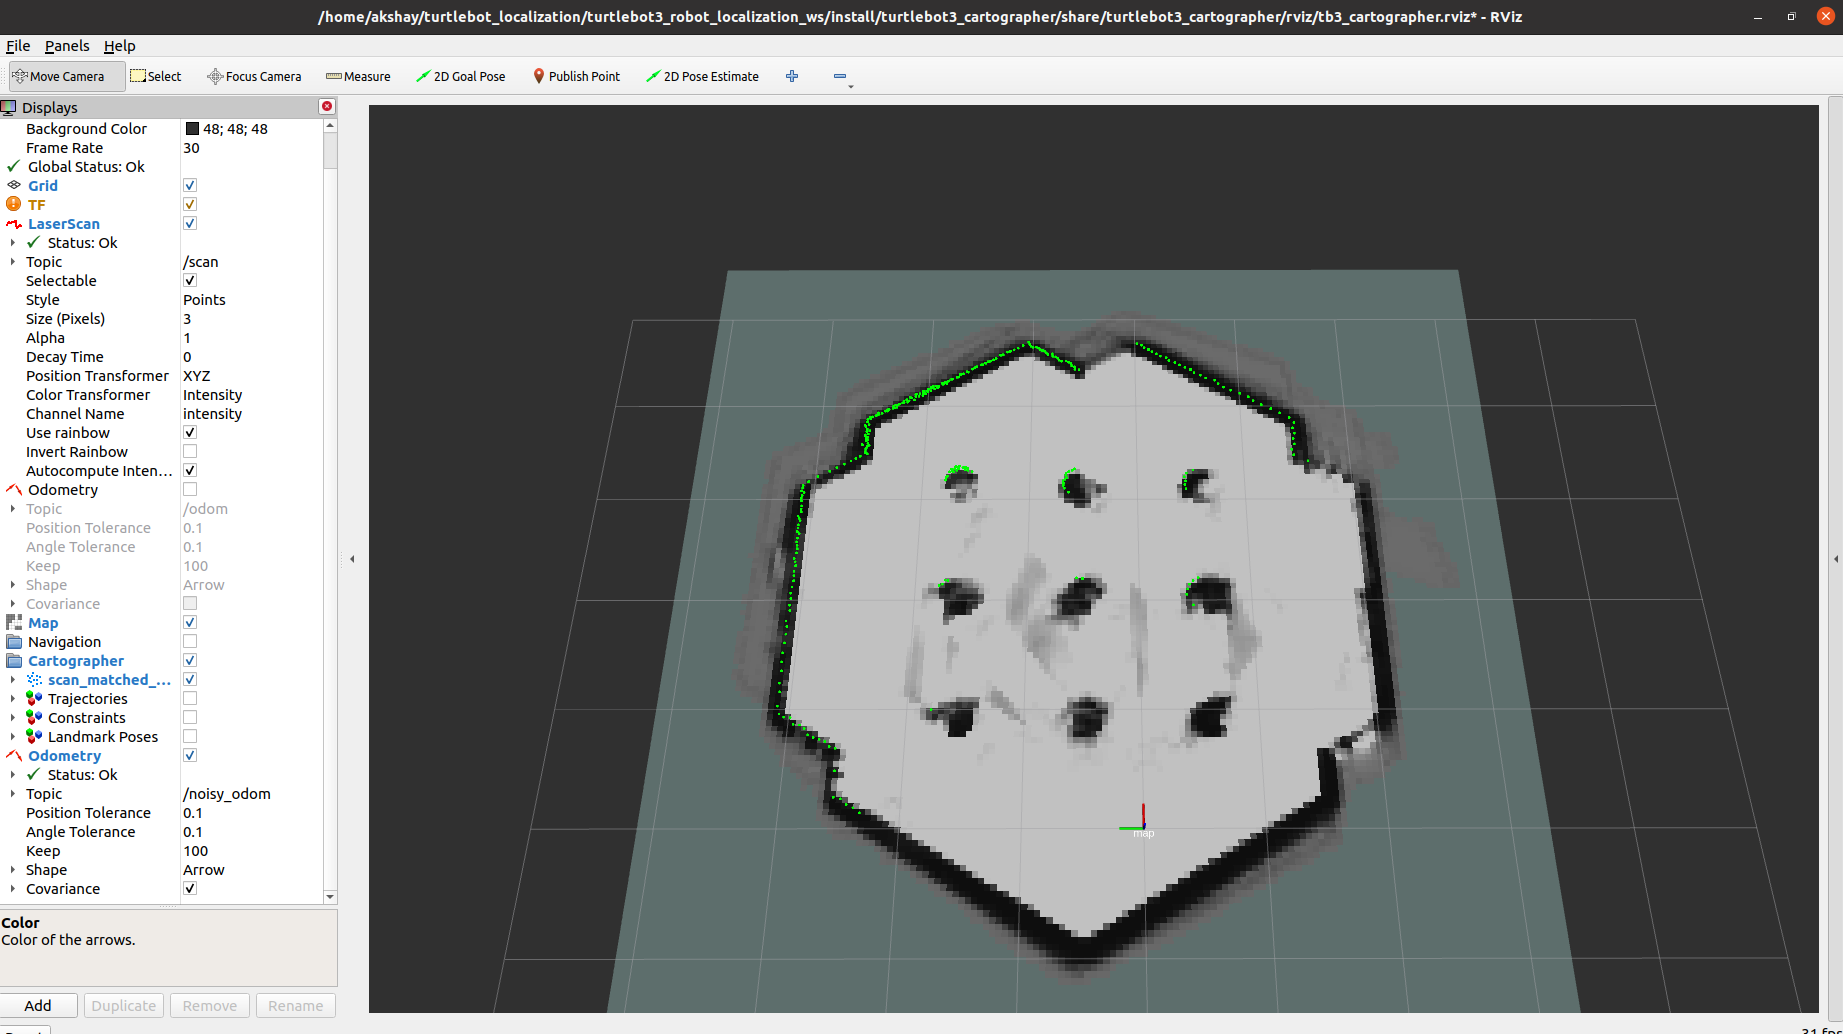 /home/akshay/turtlebot_localization/turtlebot3_robot_localization_ws/install/turtlebot3_cartographer/share/turtlebot3_cartographer/rviz/tb3_cartographer.rviz* - RViz
File Panels Help
Move Camera Select Focus Camera Measure 2D Goal Pose Publish Point 2D Pose Estimate
Displays
Background Color 48; 48; 48
Frame Rate 30
Global Status: Ok
Grid
TF
LaserScan
Status: Ok
Topic /scan
Selectable
Style Points
Size (Pixels) 3
Alpha 1
Decay Time 0
Position Transformer XYZ
Color Transformer Intensity
Channel Name intensity
Use rainbow
Invert Rainbow
Autocompute Inten...
Odometry
Topic /odom
Position Tolerance 0.1
Angle Tolerance 0.1
Keep 100
Shape Arrow
Covariance
Map
Navigation
Cartographer
scan_matched_...
Trajectories
Constraints
Landmark Poses
Odometry
Status: Ok
Topic /noisy_odom
Position Tolerance 0.1
Angle Tolerance 0.1
Keep 100
Shape Arrow
Covariance
map
Color
Color of the arrows.
Add Duplicate Remove Rename
31 fps